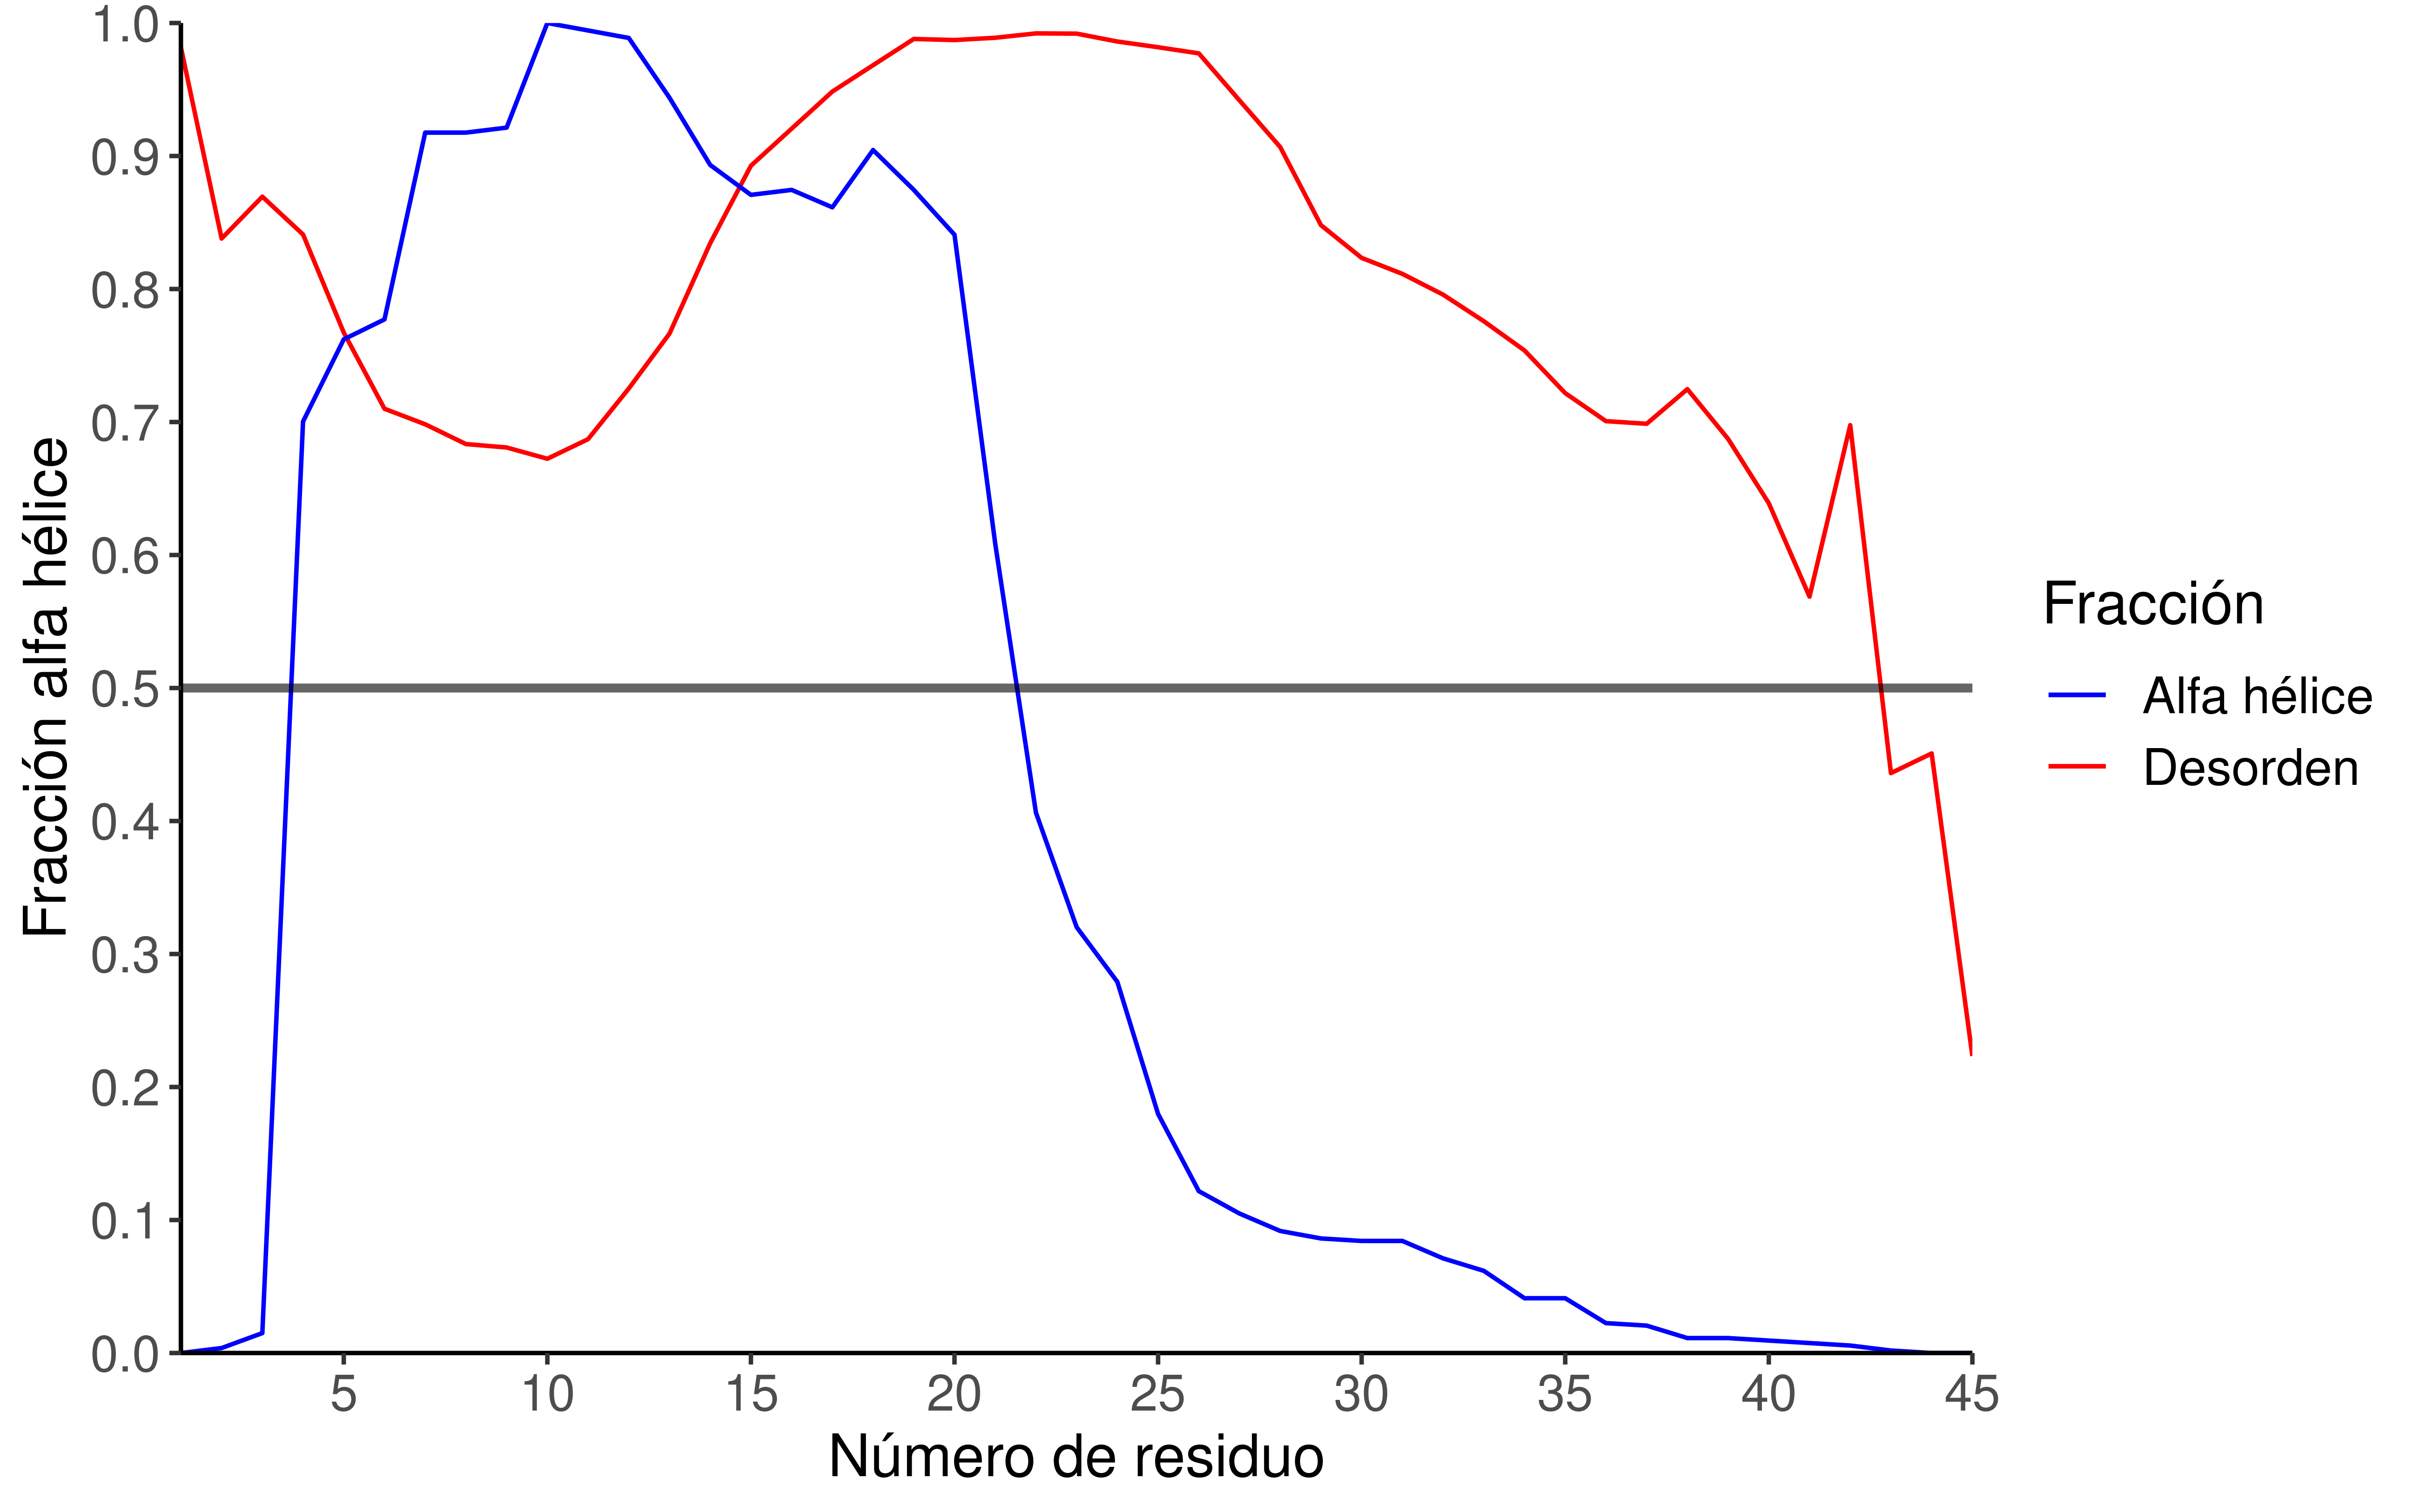 Fracción alfa hélice
1.0
0.9
0.8
0.7
0.6
0.5
0.4
0.3
0.2
0.1
0.0
5 10 15 20 25 30 35 40 45
Número de residuo
Fracción
Alfa hélice
Desorden